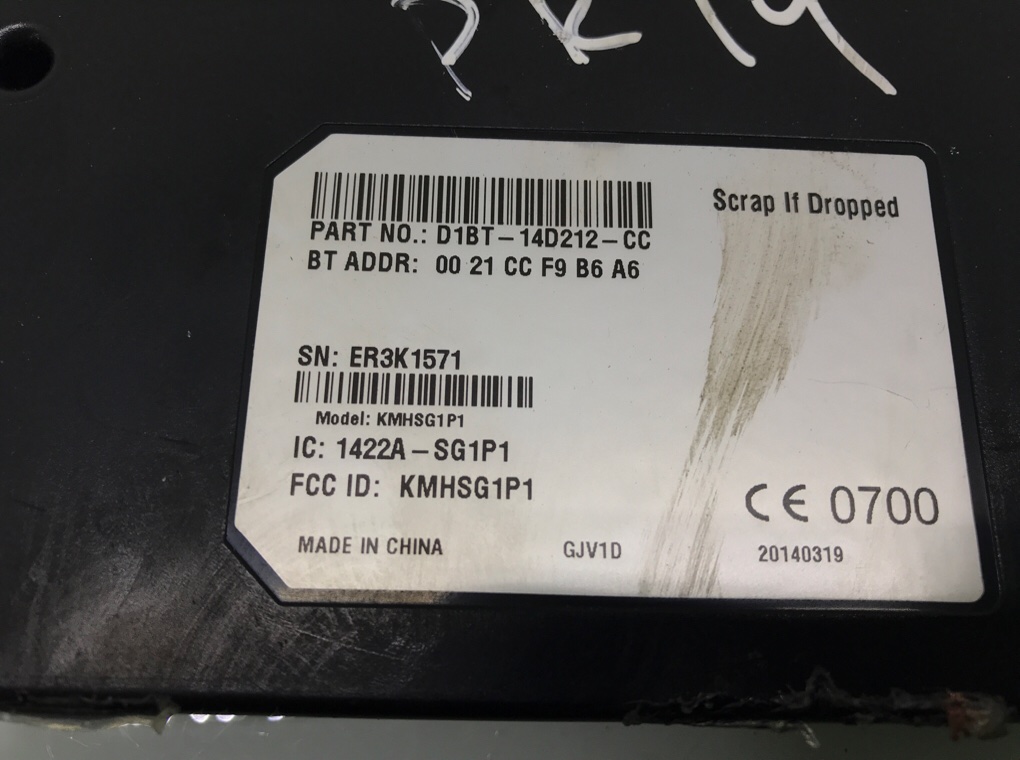 Scrap If Dropped
PART NO.: D1BT-14D212-CC
BT ADDR: 00 21 CC F9 B6 A6
SN: ER3K1571
Model: KMHSG1P1
IC: 1422A-SG1P1
FCC ID: KMHSG1P1
CE 0700
MADE IN CHINA GJV1D 20140319